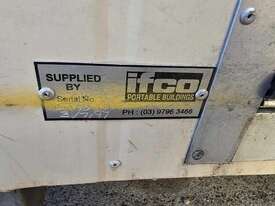 SUPPLIED BY
ifco
PORTABLE BUILDINGS
Serial No
PH : (03) 9796 3466